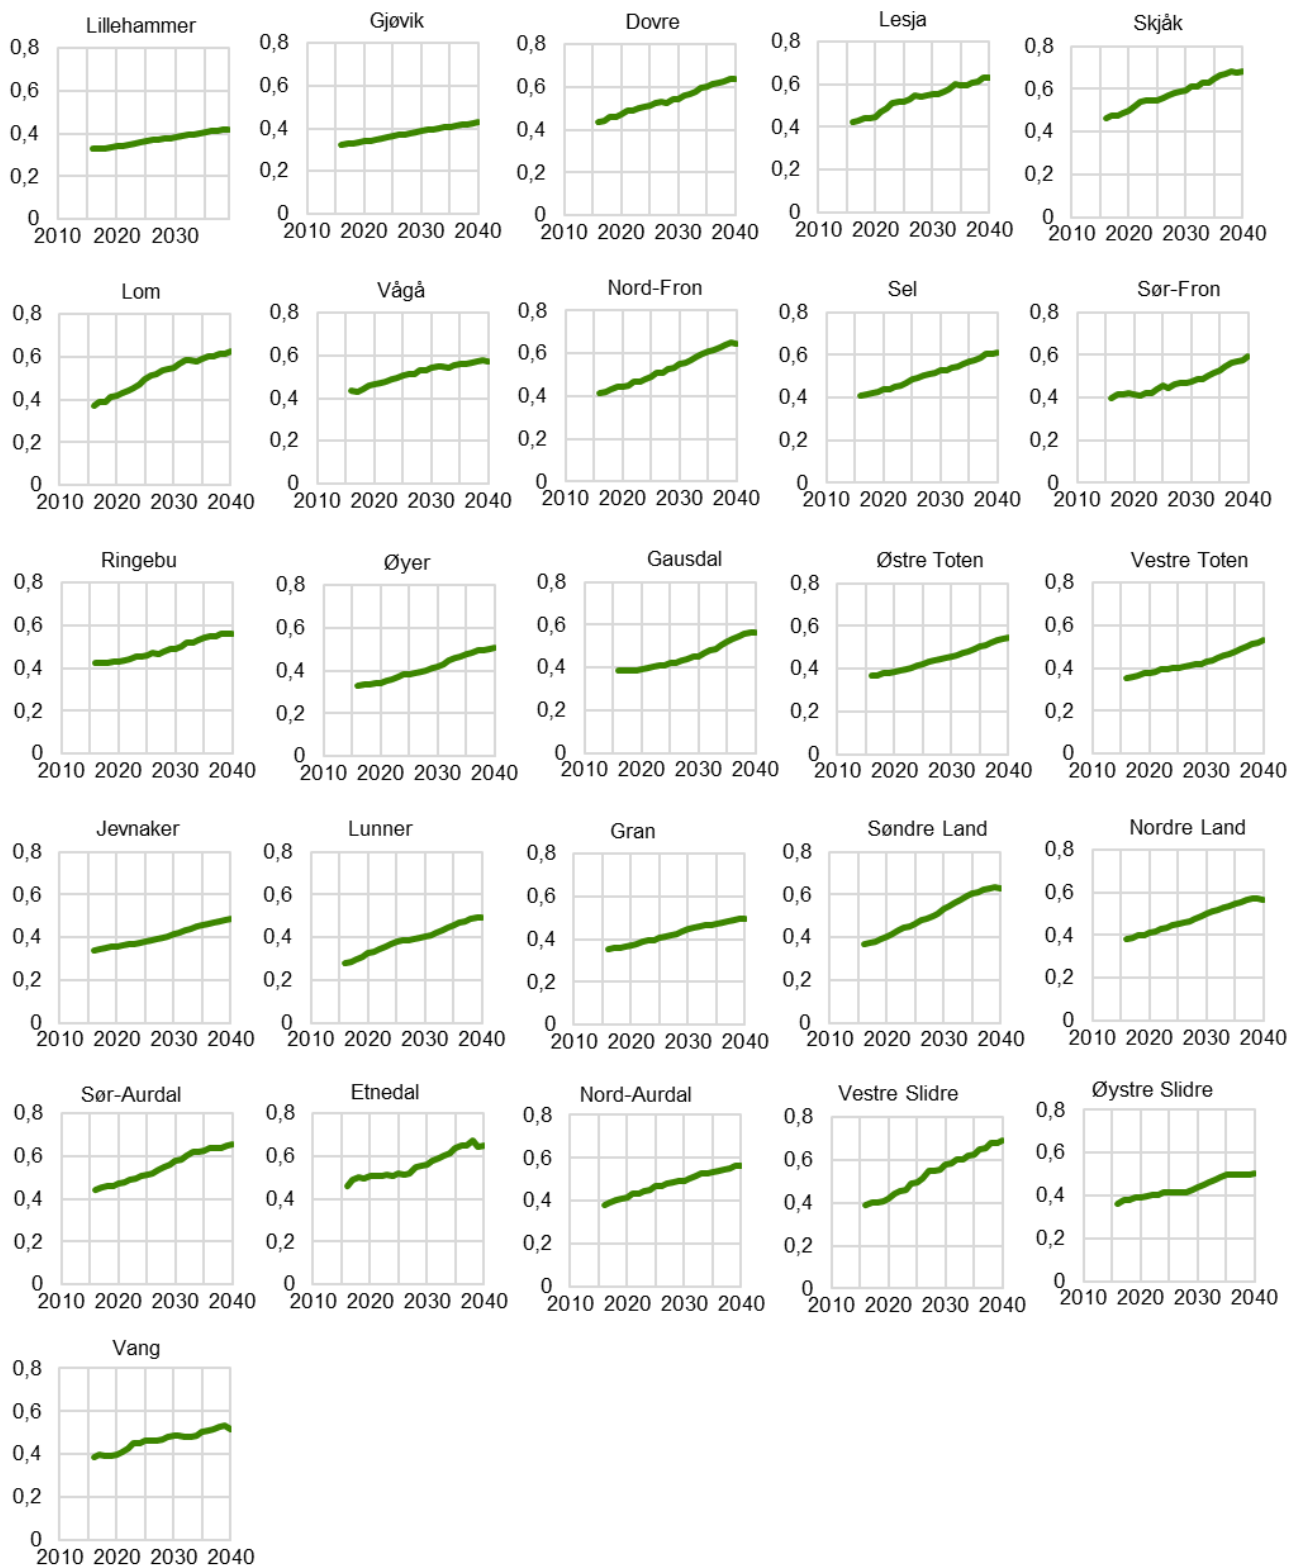 Lillehammer
0,8
0,6
0,4
0,2
0
2010 2020 2030
Gjøvik
0,8
0,6
0,4
0,2
0
2010 2020 2030 2040
Dovre
0,8
0,6
0,4
0,2
0
2010 2020 2030 2040
Lesja
0,8
0,6
0,4
0,2
0
2010 2020 2030 2040
Skjåk
0,8
0,6
0,4
0,2
0
2010 2020 2030 2040
Lom
0,8
0,6
0,4
0,2
0
2010 2020 2030 2040
Vågå
0,8
0,6
0,4
0,2
0
2010 2020 2030 2040
Nord-Fron
0,8
0,6
0,4
0,2
0
2010 2020 2030 2040
Sel
0,8
0,6
0,4
0,2
0
2010 2020 2030 2040
Sør-Fron
0,8
0,6
0,4
0,2
0
2010 2020 2030 2040
Ringebu
0,8
0,6
0,4
0,2
0
2010 2020 2030 2040
Øyer
0,8
0,6
0,4
0,2
0
2010 2020 2030 2040
Gausdal
0,8
0,6
0,4
0,2
0
2010 2020 2030 2040
Østre Toten
0,8
0,6
0,4
0,2
0
2010 2020 2030 2040
Vestre Toten
0,8
0,6
0,4
0,2
0
2010 2020 2030 2040
Jevnaker
0,8
0,6
0,4
0,2
0
2010 2020 2030 2040
Lunner
0,8
0,6
0,4
0,2
0
2010 2020 2030 2040
Gran
0,8
0,6
0,4
0,2
0
2010 2020 2030 2040
Søndre Land
0,8
0,6
0,4
0,2
0
2010 2020 2030 2040
Nordre Land
0,8
0,6
0,4
0,2
0
2010 2020 2030 2040
Sør-Aurdal
0,8
0,6
0,4
0,2
0
2010 2020 2030 2040
Etnedal
0,8
0,6
0,4
0,2
0
2010 2020 2030 2040
Nord-Aurdal
0,8
0,6
0,4
0,2
0
2010 2020 2030 2040
Vestre Slidre
0,8
0,6
0,4
0,2
0
2010 2020 2030 2040
Øystre Slidre
0,8
0,6
0,4
0,2
0
2010 2020 2030 2040
Vang
0,8
0,6
0,4
0,2
0
2010 2020 2030 2040